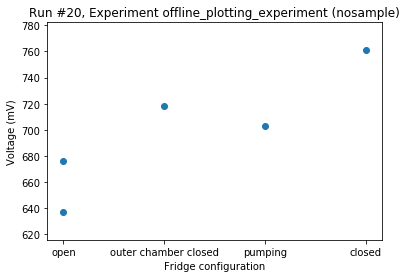 Run #20, Experiment offline_plotting_experiment (nosample)
780
760
740
720
700
680
660
640
620
Voltage (mV)
open
outer chamber closed
pumping
closed
Fridge configuration